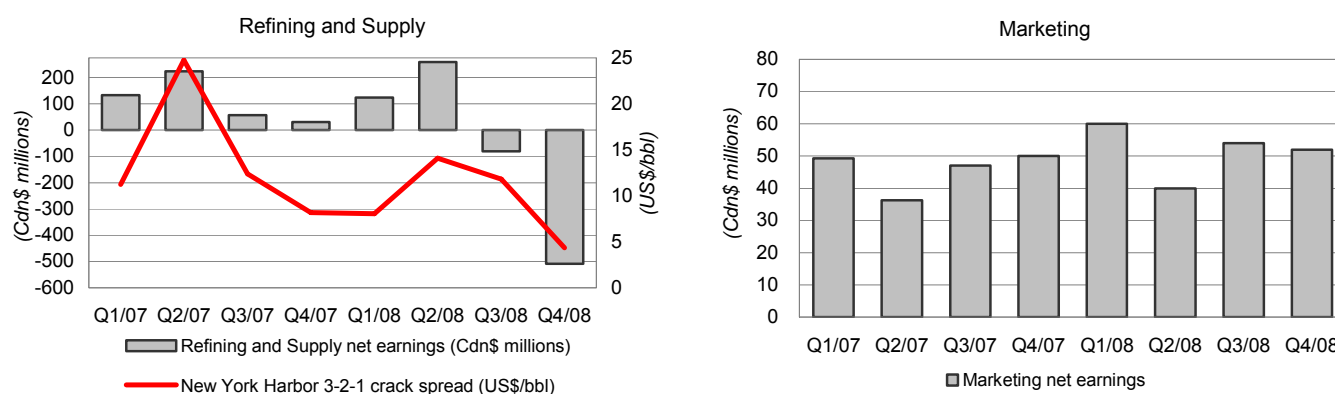 Refining and Supply
(Cdn$ millions)
200
100
0
-100
-200
-300
-400
-500
-600
25
20
15
10
5
0
(US$/bbl)
Q1/07 Q2/07 Q3/07 Q4/07 Q1/08 Q2/08 Q3/08 Q4/08
Refining and Supply net earnings (Cdn$ millions)
New York Harbor 3-2-1 crack spread (US$/bbl)
Marketing
(Cdn$ millions)
80
70
60
50
40
30
20
10
0
Q1/07 Q2/07 Q3/07 Q4/07 Q1/08 Q2/08 Q3/08 Q4/08
Marketing net earnings